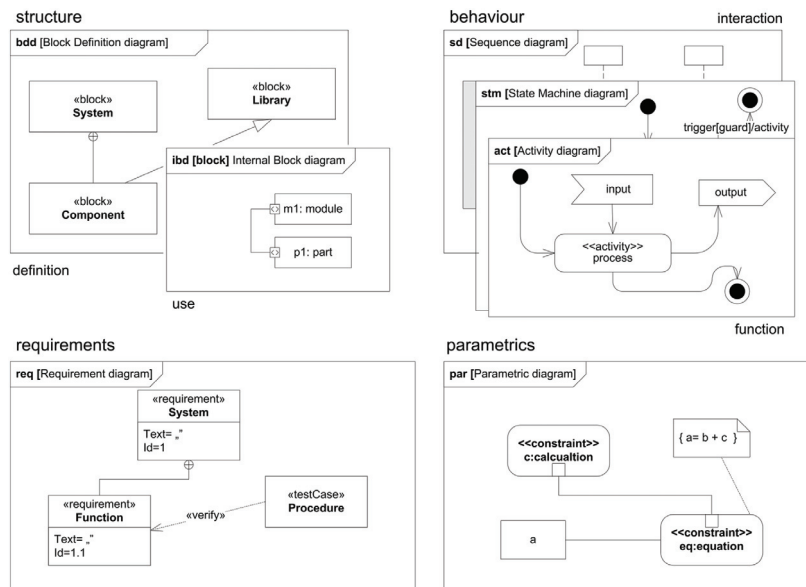 structure
bdd [Block Definition diagram]
«block»
System
«block»
Library
«block»
Component
ibd [block] Internal Block diagram
m1: module
p1: part
definition
use
behaviour
interaction
sd [Sequence diagram]
stm [State Machine diagram]
trigger[guard]/activity
act [Activity diagram]
input
output
<<activity>>
process
function
requirements
req [Requirement diagram]
«requirement»
System
Text= „”
Id=1
«requirement»
Function
Text= „”
Id=1.1
«verify»
«testCase»
Procedure
parametrics
par [Parametric diagram]
<<constraint>>
c:calcualtion
{ a= b + c }
a
<<constraint>>
eq:equation